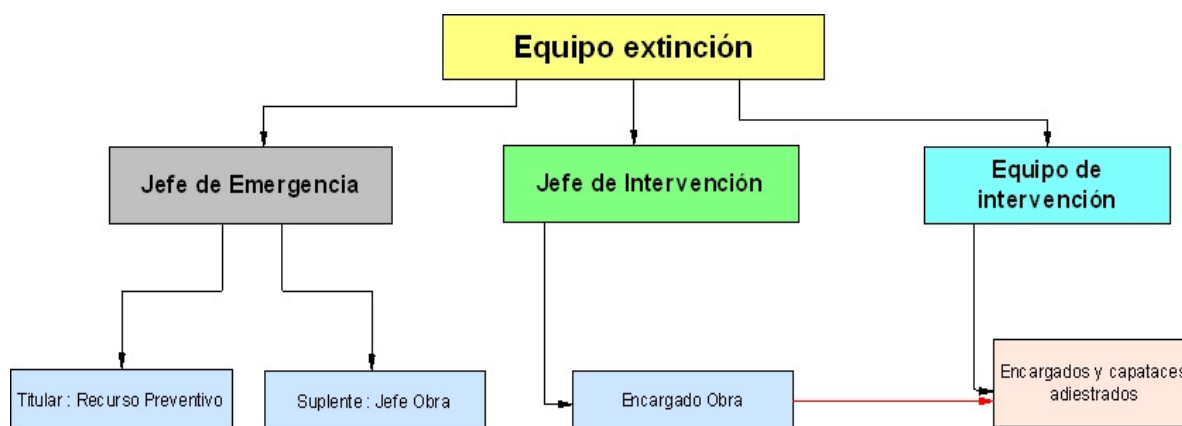 Equipo extinción
Jefe de Emergencia
Jefe de Intervención
Equipo de
intervención
Titular : Recurso Preventivo
Suplente : Jefe Obra
Encargado Obra
Encargados y capataces
adiestrados